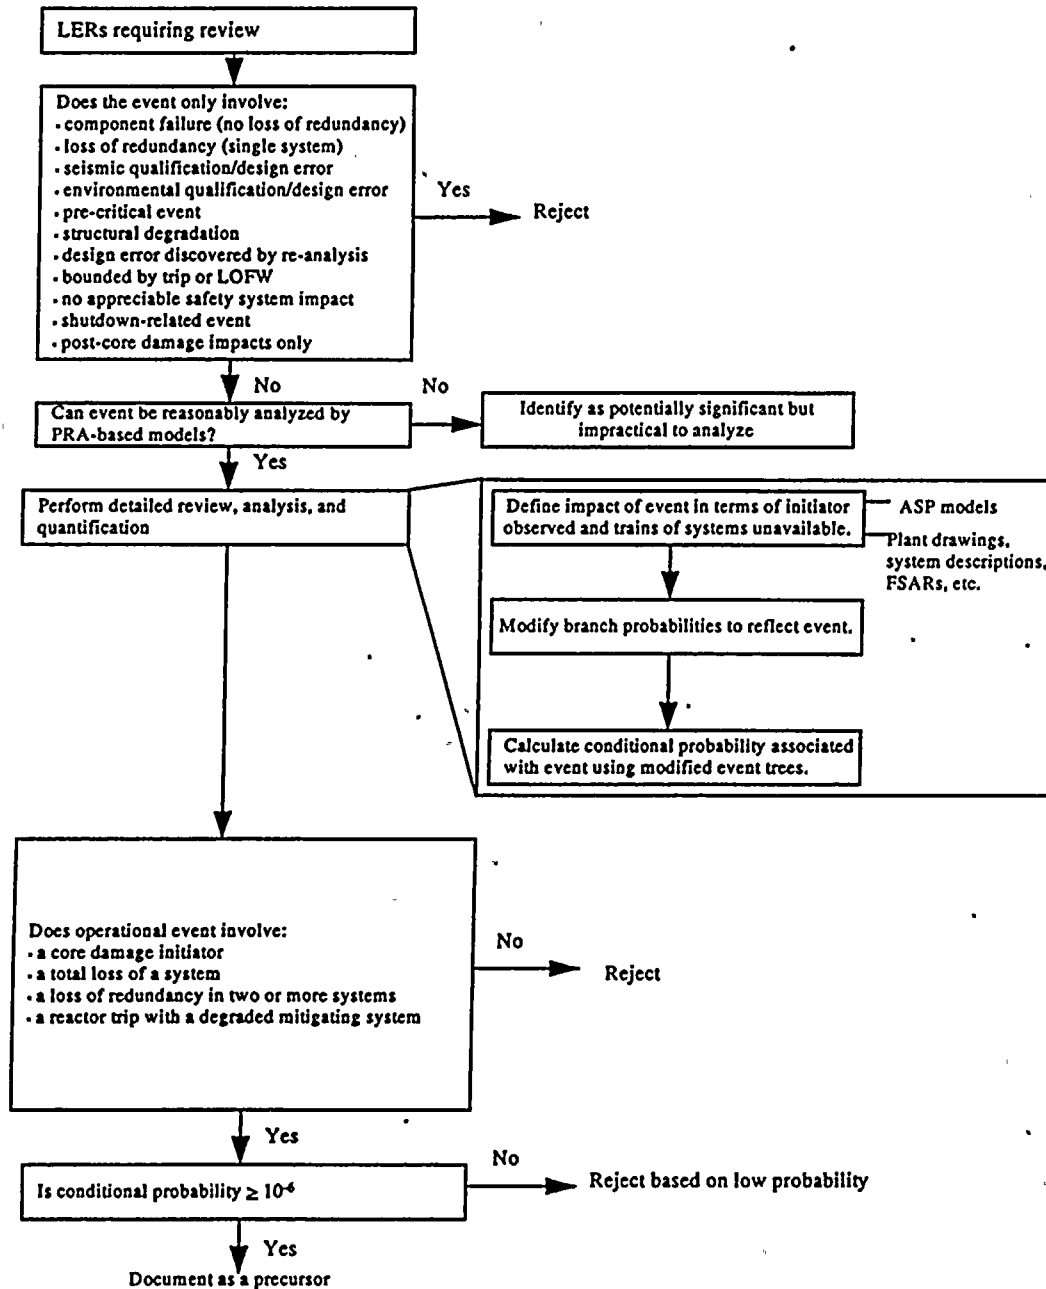 LERs requiring review
Does the event only involve:
- component failure (no loss of redundancy)
- loss of redundancy (single system)
- seismic qualification/design error
- environmental qualification/design error
- pre-critical event
- structural degradation
- design error discovered by re-analysis
- bounded by trip or LOFW
- no appreciable safety system impact
- shutdown-related event
- post-core damage impacts only
Yes
Reject
No
Can event be reasonably analyzed by
PRA-based models?
No
Identify as potentially significant but
impractical to analyze
Yes
Perform detailed review, analysis, and
quantification
Define impact of event in terms of initiator
observed and trains of systems unavailable.
ASP models
Plant drawings,
system descriptions,
FSARs, etc.
Modify branch probabilities to reflect event.
Calculate conditional probability associated
with event using modified event trees.
Does operational event involve:
- a core damage initiator
- a total loss of a system
- a loss of redundancy in two or more systems
- a reactor trip with a degraded mitigating system
No
Reject
Yes
Is conditional probability ≥ 10⁻⁶
No
Reject based on low probability
Yes
Document as a precursor